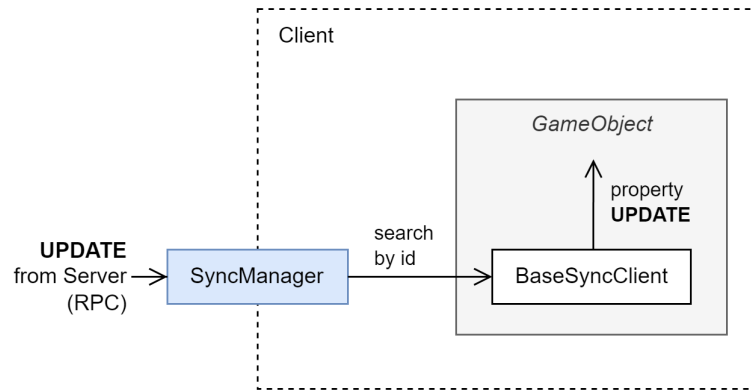 Client
GameObject
property
UPDATE
search
by id
UPDATE
from Server
(RPC)
SyncManager
BaseSyncClient